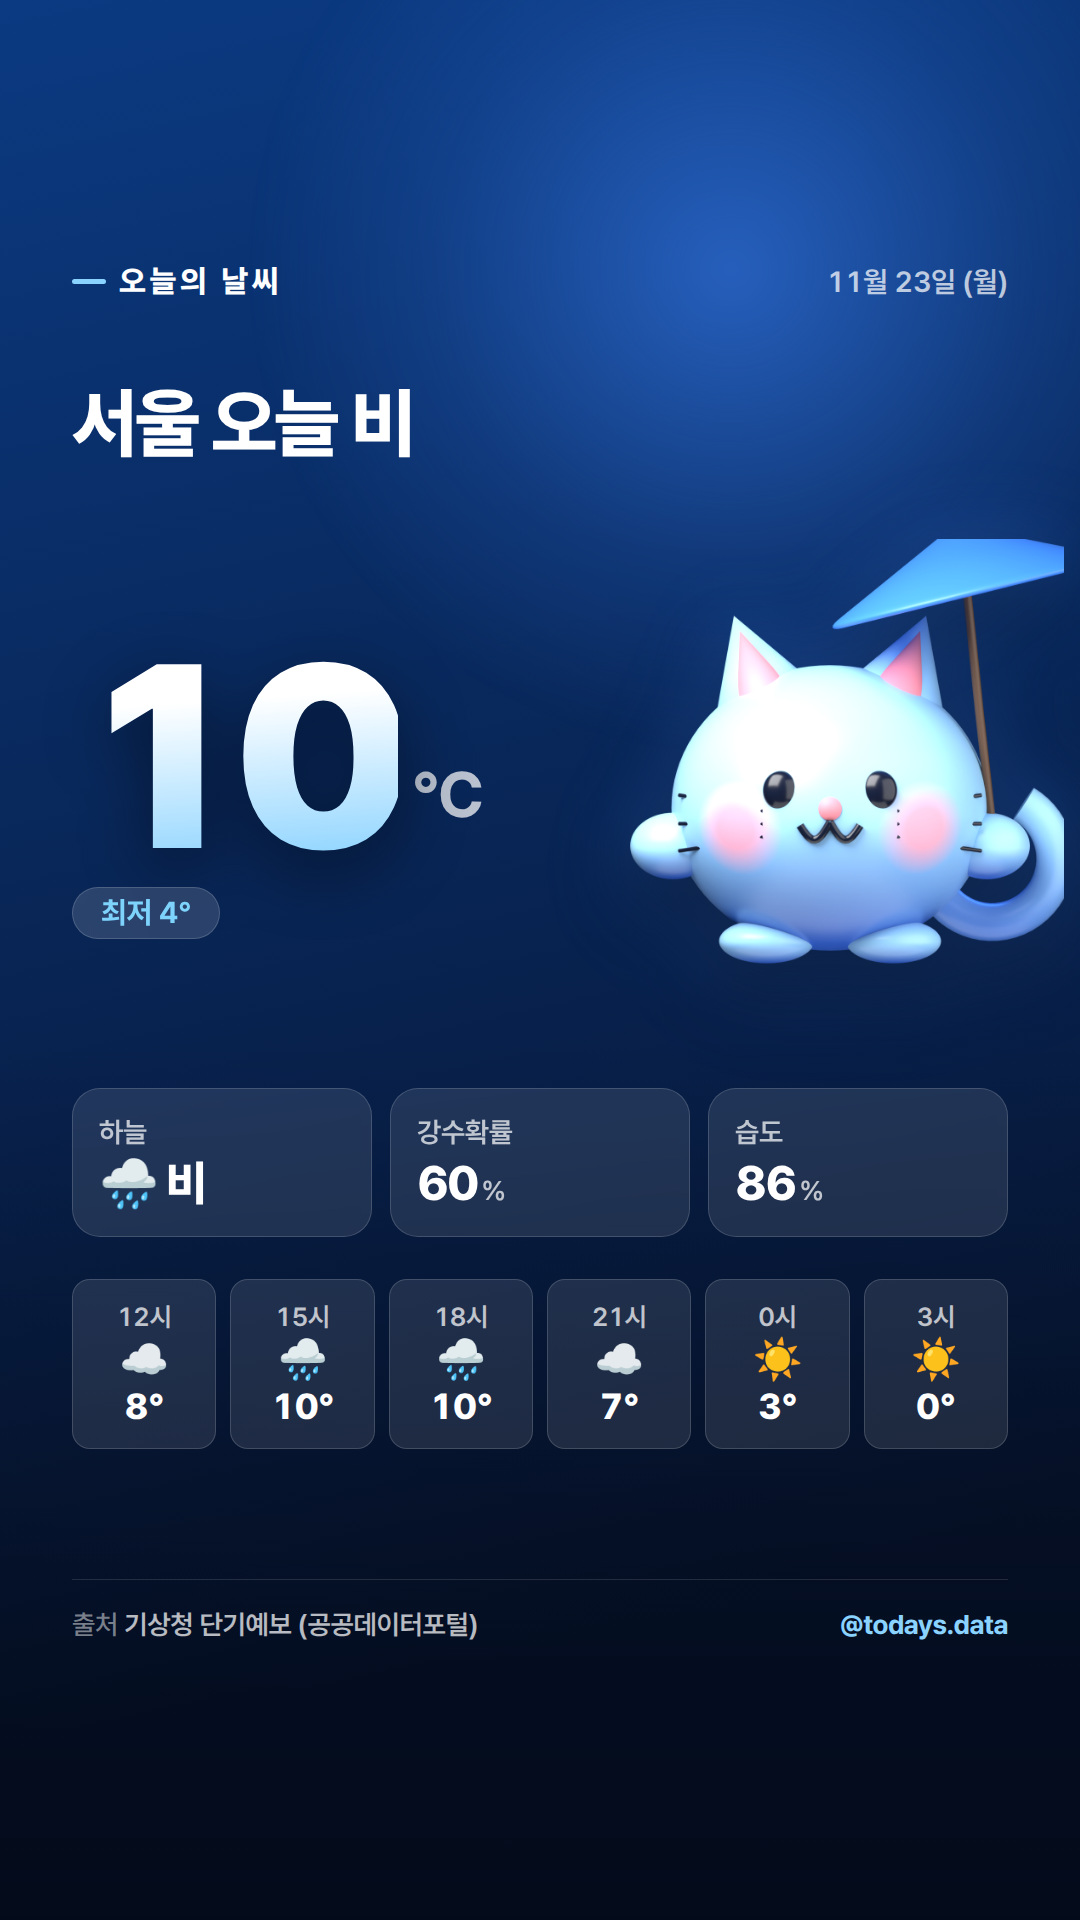 오늘의 날씨
11월 23일 (월)
서울 오늘 비
10 °C
최저 4°
하늘
비
강수확률
60%
습도
86%
12시
8°
15시
10°
18시
10°
21시
7°
0시
3°
3시
0°
출처 기상청 단기예보 (공공데이터포털)
@todays.data